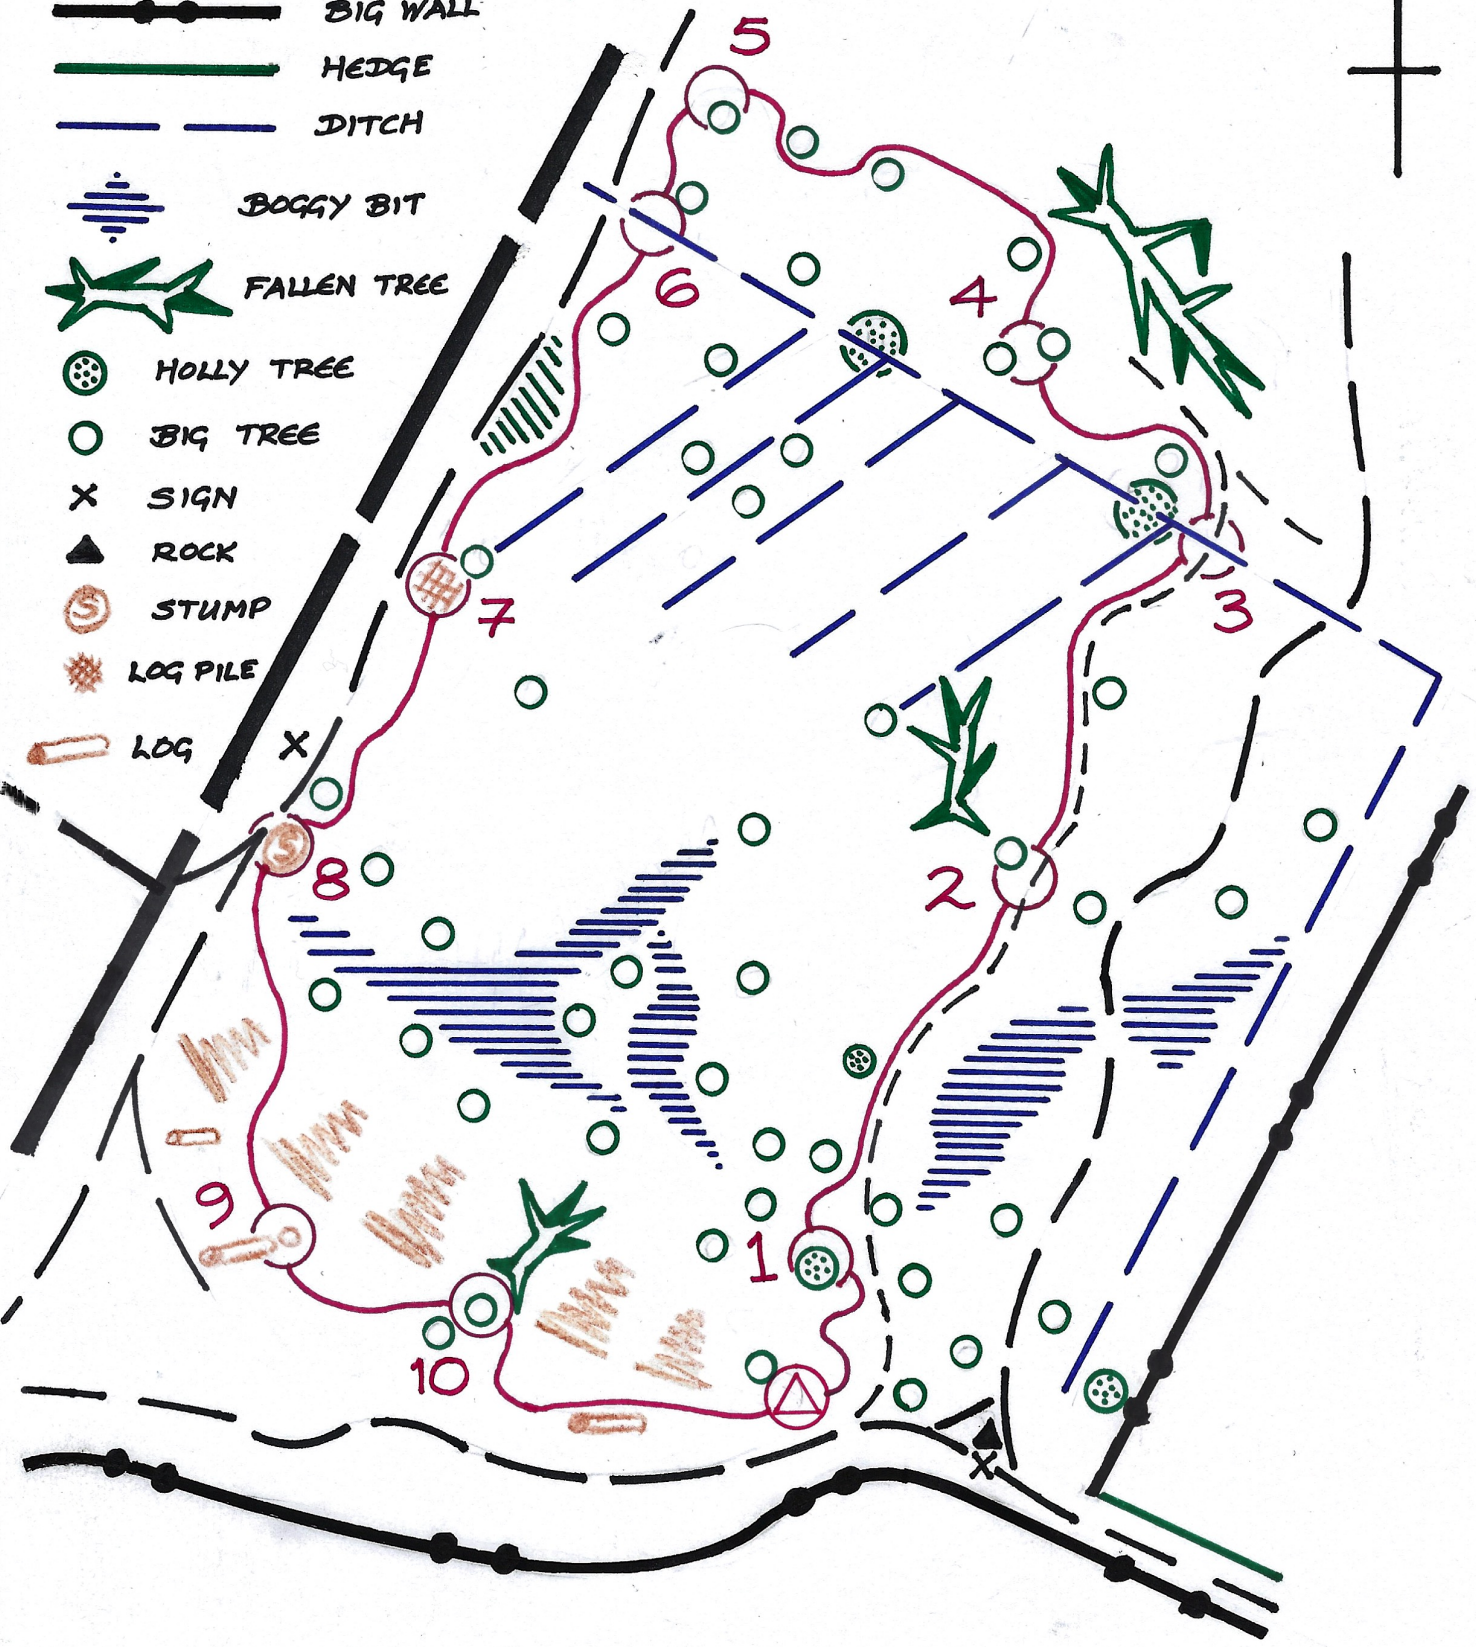 BIG WALL
HEDGE
DITCH
BOGGY BIT
FALLEN TREE
HOLLY TREE
BIG TREE
X SIGN
ROCK
S STUMP
LOG PILE
LOG
5
6
4
7
3
X
8
S
2
9
1
10
X